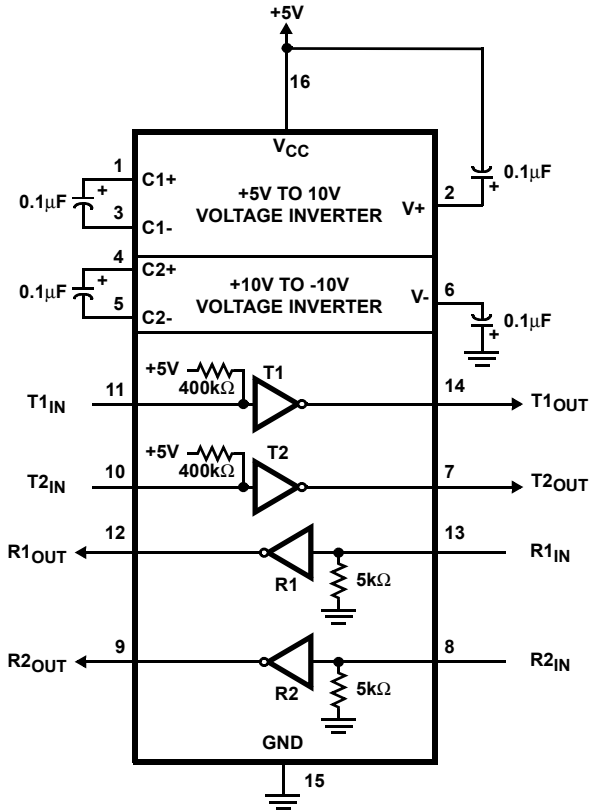 +5V
16
VCC
1
C1+
+
0.1μF
3
C1-
+5V TO 10V
VOLTAGE INVERTER
V+
2
+
0.1μF
4
C2+
+
0.1μF
5
C2-
+10V TO -10V
VOLTAGE INVERTER
V-
6
+
0.1μF
+5V
400kΩ
T1
T1IN
11
14
T1OUT
+5V
400kΩ
T2
T2IN
10
7
T2OUT
R1OUT
12
13
R1IN
R1
5kΩ
R2OUT
9
8
R2IN
R2
5kΩ
GND
15